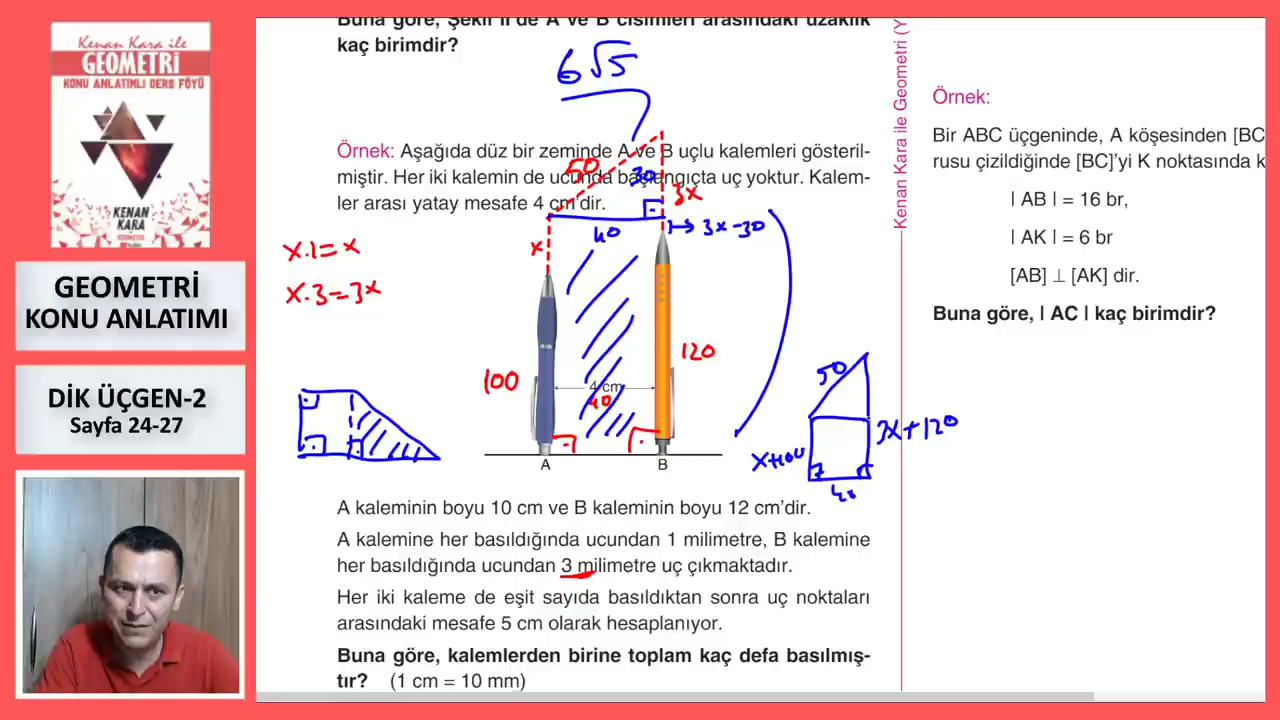 Kenan Kara ile
GEOMETRİ
KONU ANLATIMLI DERS FÖYÜ
KENAN
KARA
GEOMETRİ
KONU ANLATIMI
DİK ÜÇGEN-2
Sayfa 24-27
Buna göre, Şekil II'de A ve B cisimleri arasındaki uzaklık
kaç birimdir?
6√5
Örnek: Aşağıda düz bir zeminde A ve B uçlu kalemleri gösteril-
miştir. Her iki kalemin de ucunda başlangıçta uç yoktur. Kalem-
ler arası yatay mesafe 4 cm'dir.
50
30
3x
40
3x-30
x
x.1=x
x.3=3x
100
120
4 cm
40
A
B
50
3x+120
x+100
40
A kaleminin boyu 10 cm ve B kaleminin boyu 12 cm'dir.
A kalemine her basıldığında ucundan 1 milimetre, B kalemine
her basıldığında ucundan 3 milimetre uç çıkmaktadır.
Her iki kaleme de eşit sayıda basıldıktan sonra uç noktaları
arasındaki mesafe 5 cm olarak hesaplanıyor.
Buna göre, kalemlerden birine toplam kaç defa basılmış-
tır? (1 cm = 10 mm)
Kenan Kara ile Geometri (Y
Örnek:
Bir ABC üçgeninde, A köşesinden [BC
rusu çizildiğinde [BC]'yi K noktasında k
| AB | = 16 br,
| AK | = 6 br
[AB] ⊥ [AK] dir.
Buna göre, | AC | kaç birimdir?